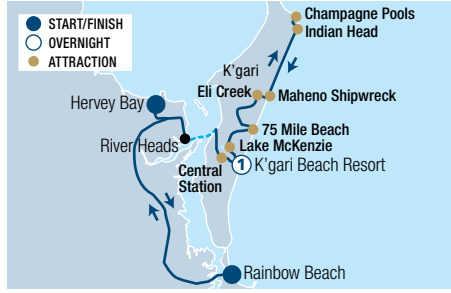 START/FINISH
OVERNIGHT
ATTRACTION
Champagne Pools
Indian Head
K'gari
Eli Creek
Maheno Shipwreck
Hervey Bay
75 Mile Beach
River Heads
Lake McKenzie
Central
Station
1 K'gari Beach Resort
Rainbow Beach